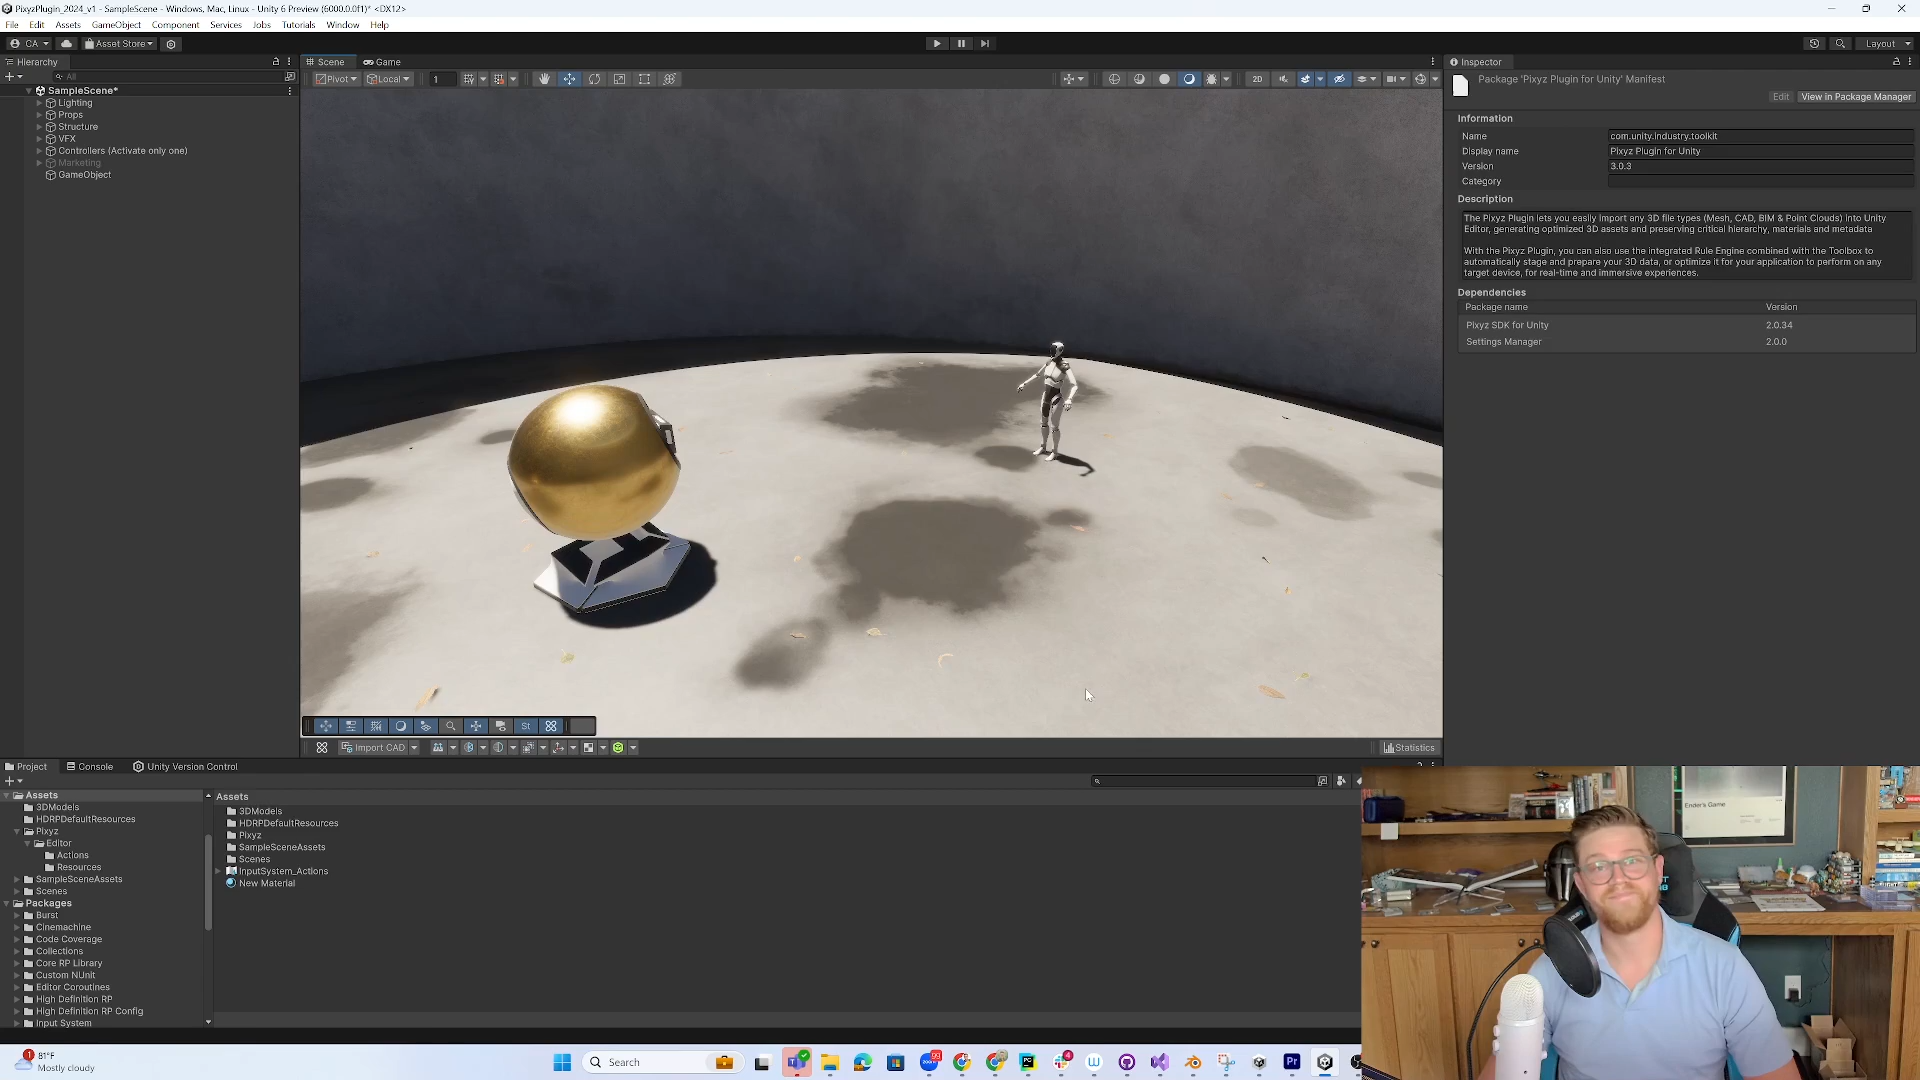 PixyzPlugin_2024_v1 - SampleScene - Windows, Mac, Linux - Unity 6 Preview (6000.0.0f1)* <DX12>
File Edit Assets GameObject Component Services Jobs Tutorials Window Help
CA Asset Store Layout
Hierarchy Scene Game Inspector
All Pivot Local 1 2D
Package 'Pixyz Plugin for Unity' Manifest
Edit View in Package Manager
SampleScene*
Lighting
Props
Structure
VFX
Controllers (Activate only one)
Marketing
GameObject
Information
Name com.unity.industry.toolkit
Display name Pixyz Plugin for Unity
Version 3.0.3
Category
Description
The Pixyz Plugin lets you easily import any 3D file types (Mesh, CAD, BIM & Point Clouds) into Unity
Editor, generating optimized 3D assets and preserving critical hierarchy, materials and metadata
With the Pixyz Plugin, you can also use the integrated Rule Engine combined with the Toolbox to
automatically stage and prepare your 3D data, or optimize it for your application to perform on any
target device, for real-time and immersive experiences.
Dependencies
Package name Version
Pixyz SDK for Unity 2.0.34
Settings Manager 2.0.0
St
Import CAD Statistics
Project Console Unity Version Control
Assets
3DModels
HDRPDefaultResources
Pixyz
Editor
Actions
Resources
SampleSceneAssets
Scenes
Packages
Burst
Cinemachine
Code Coverage
Collections
Core RP Library
Custom NUnit
Editor Coroutines
High Definition RP
High Definition RP Config
Input System
Assets
3DModels
HDRPDefaultResources
Pixyz
SampleSceneAssets
Scenes
InputSystem_Actions
New Material
Ender's Game
1
81°F
Mostly cloudy
Search
4
Pr